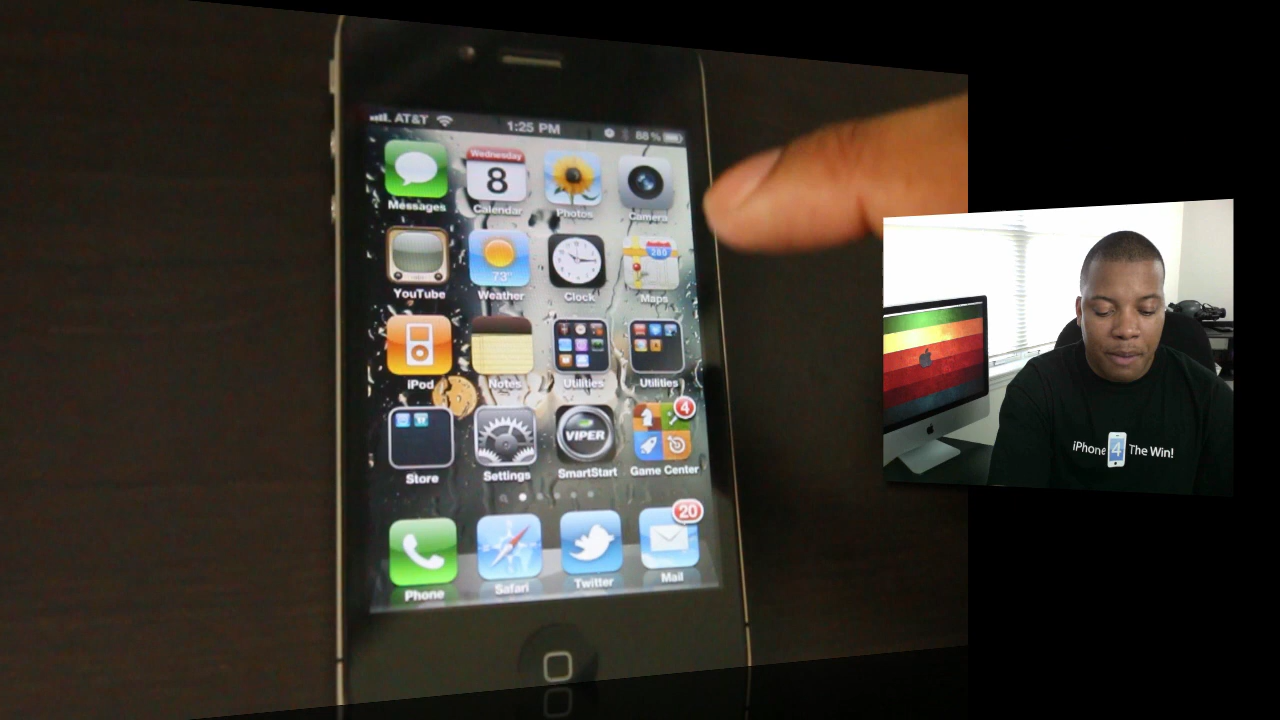 AT&T 1:25 PM 88%
Wednesday
8
Messages Calendar Photos Camera
280
73°
YouTube Weather Clock Maps
iPod Notes Utilities Utilities
VIPER
4
Store Settings SmartStart Game Center
20
Phone Safari Twitter Mail
iPhone 4 The Win!